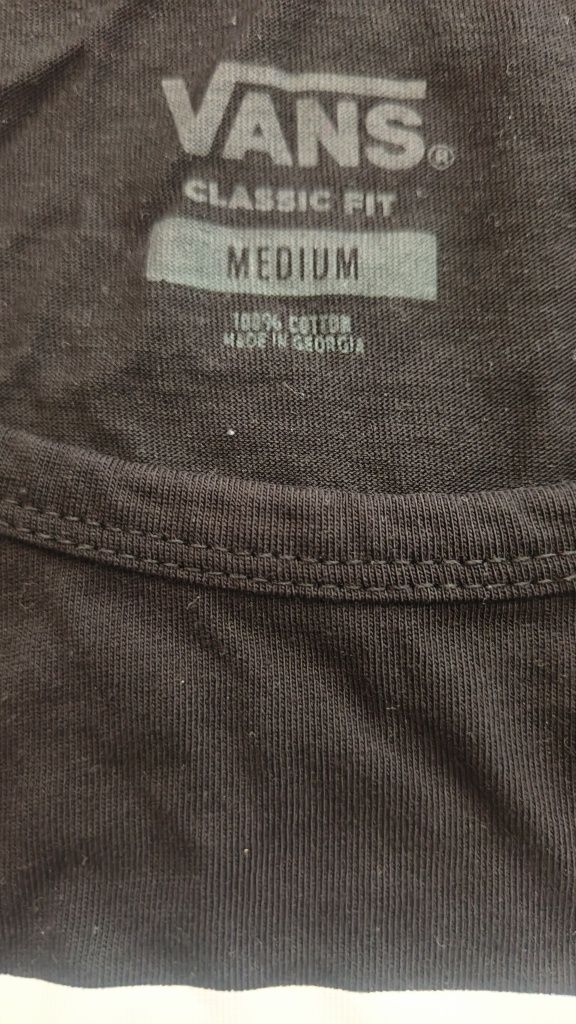 VANS®
CLASSIC FIT
MEDIUM
100% COTTON
MADE IN GEORGIA